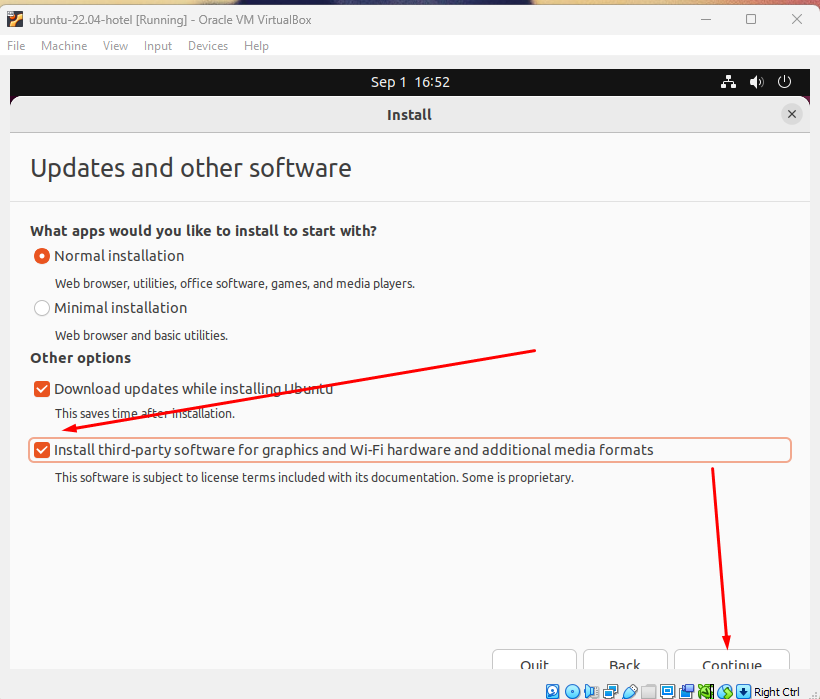 ubuntu-22.04-hotel [Running] - Oracle VM VirtualBox
File Machine View Input Devices Help
Sep 1 16:52
Install
Updates and other software
What apps would you like to install to start with?
Normal installation
Web browser, utilities, office software, games, and media players.
Minimal installation
Web browser and basic utilities.
Other options
Download updates while installing Ubuntu
This saves time after installation.
Install third-party software for graphics and Wi-Fi hardware and additional media formats
This software is subject to license terms included with its documentation. Some is proprietary.
Quit Back Continue
Right Ctrl